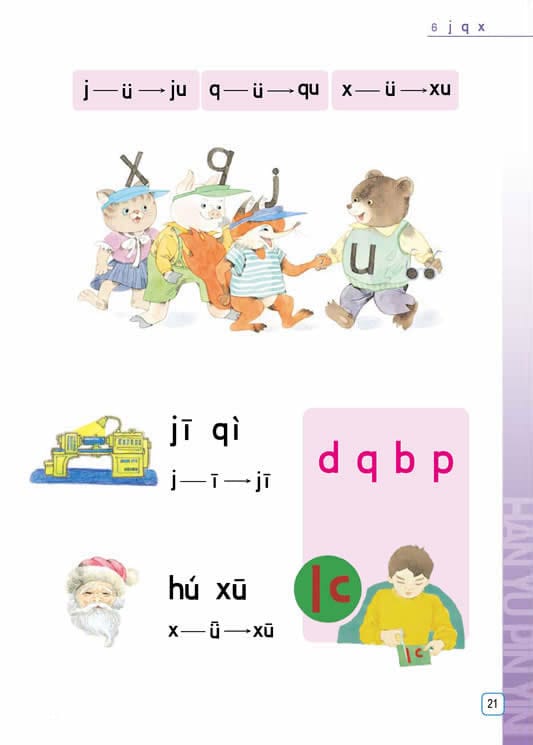 6 j q x
j — ü → ju q — ü → qu x — ü → xu
x q j
u
jī qì
j — ī → jī
d q b p
l c
l c
hú xū
x — ǖ → xū
21
HAN YU PIN YIN